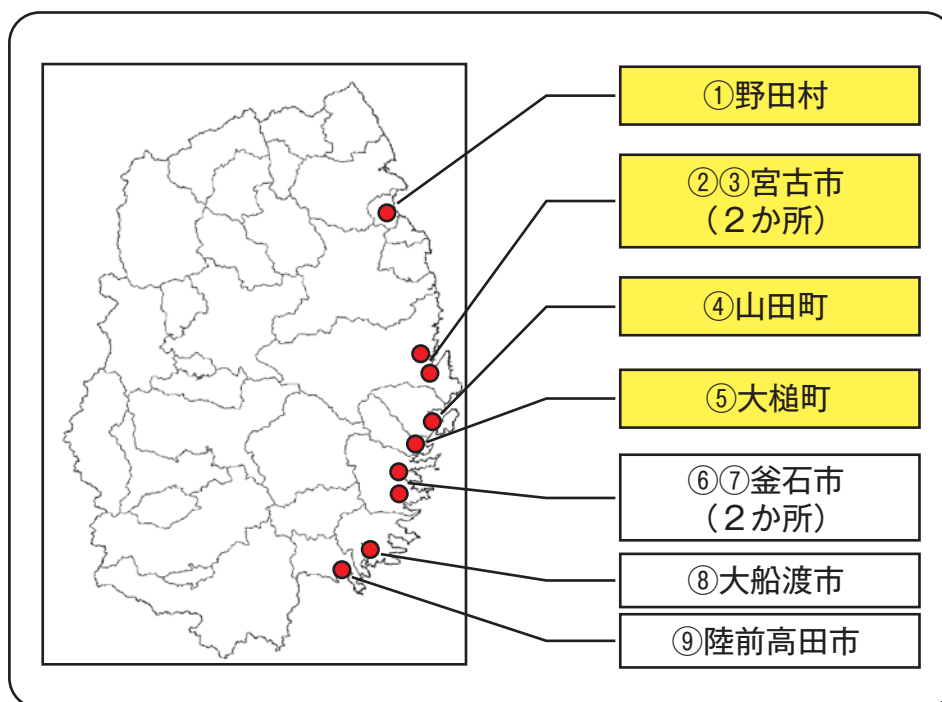 ①野田村
②③宮古市
（２か所）
④山田町
⑤大槌町
⑥⑦釜石市
（２か所）
⑧大船渡市
⑨陸前高田市